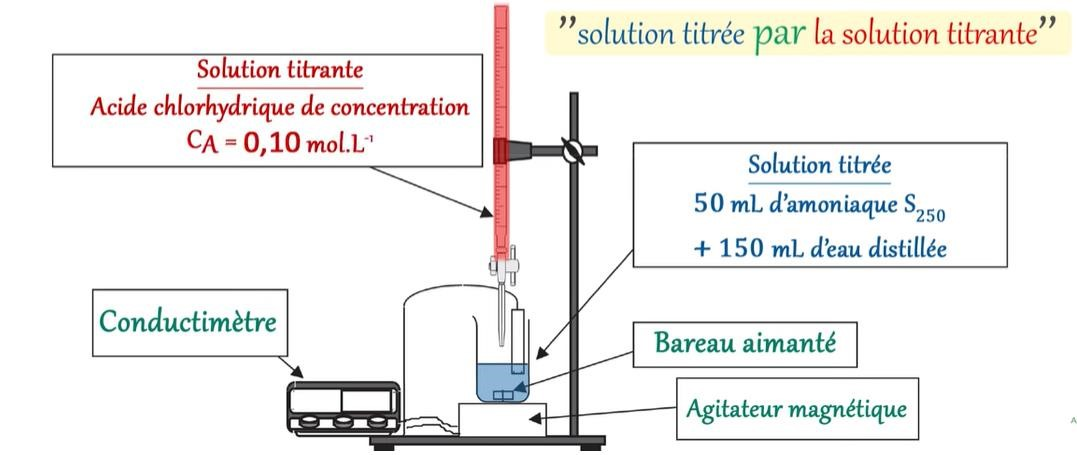 ”solution titrée par la solution titrante”
Solution titrante
Acide chlorhydrique de concentration
CA = 0,10 mol.L⁻¹
Solution titrée
50 mL d'amoniaque S₂₅₀
+ 150 mL d'eau distillée
Conductimètre
Bareau aimanté
Agitateur magnétique
A